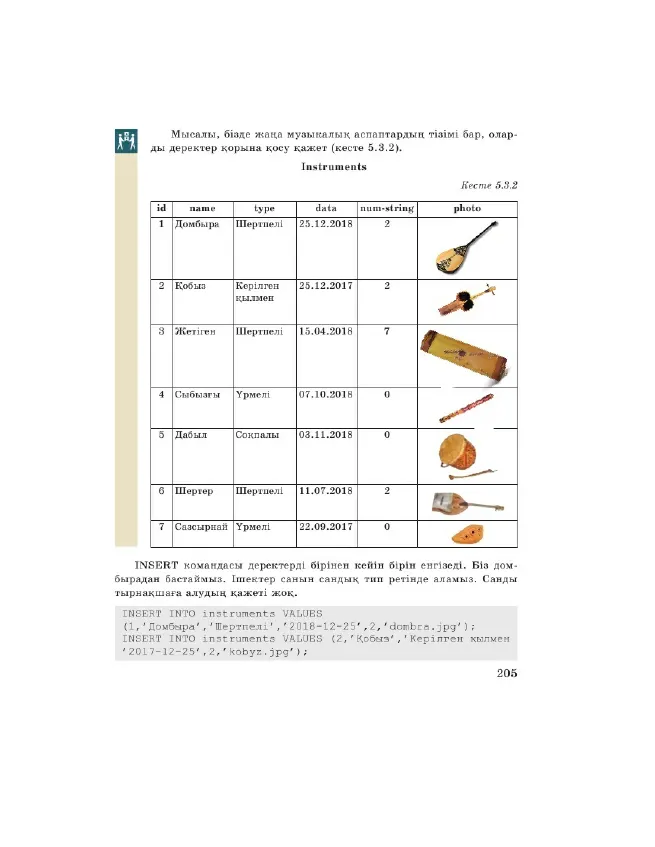 Мысалы, бізде жаңа музыкалық аспаптардың тізімі бар, олар-
ды деректер қорына қосу қажет (кесте 5.3.2).
Instruments
Кесте 5.3.2
id name type data num-string photo
1 Домбыра Шертпелі 25.12.2018 2
2 Қобыз Керілген 25.12.2017 2
қылмен
3 Жетіген Шертпелі 15.04.2018 7
4 Сыбызғы Үрмелі 07.10.2018 0
5 Дабыл Соқпалы 03.11.2018 0
6 Шертер Шертпелі 11.07.2018 2
7 Сазсырнай Үрмелі 22.09.2017 0
INSERT командасы деректерді бірінен кейін бірін енгізеді. Біз дом-
бырадан бастаймыз. Ішектер санын сандық тип ретінде аламыз. Санды
тырнақшаға алудың қажеті жоқ.
INSERT INTO instruments VALUES
(1,'Домбыра','Шертпелі','2018-12-25',2,'dombra.jpg');
INSERT INTO instruments VALUES (2,'Қобыз','Керілген қылмен
'2017-12-25',2,'kobyz.jpg');
205